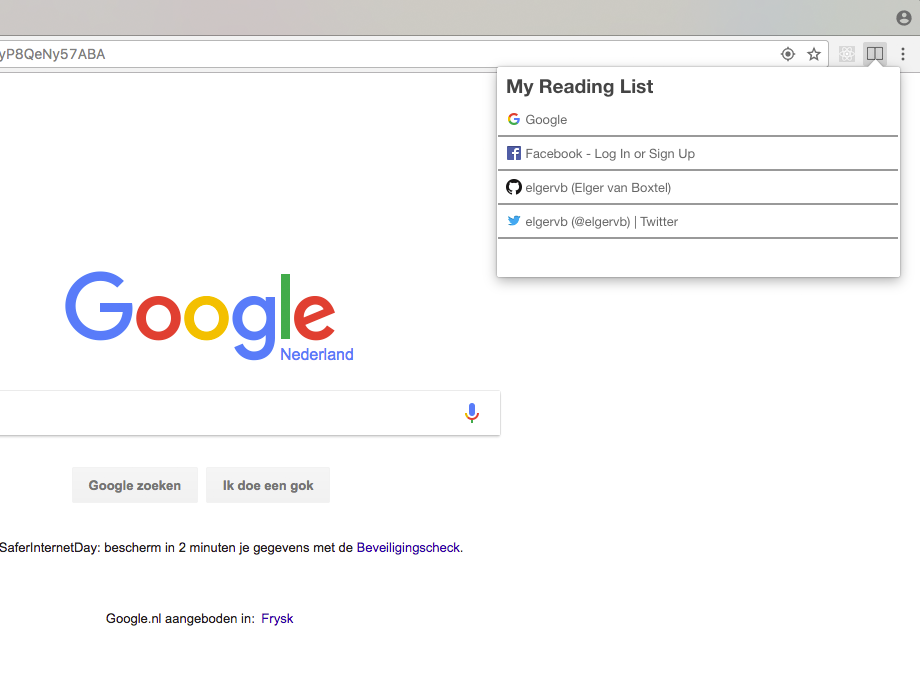 yP8QeNy57ABA
My Reading List
Google
Facebook - Log In or Sign Up
elgervb (Elger van Boxtel)
elgervb (@elgervb) | Twitter
Google
Nederland
Google zoeken
Ik doe een gok
SaferInternetDay: bescherm in 2 minuten je gegevens met de Beveiligingscheck.
Google.nl aangeboden in: Frysk